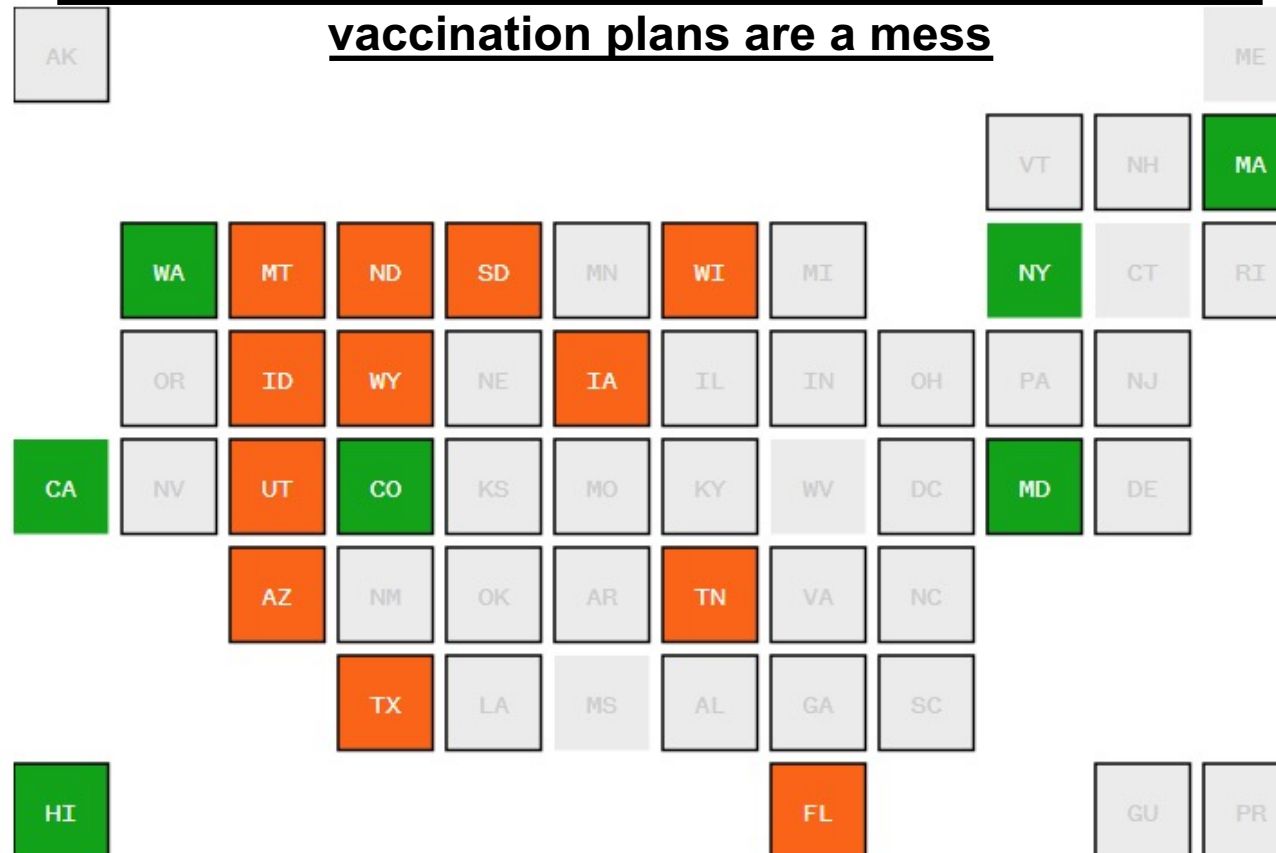 vaccination plans are a mess
AK ME
VT NH MA
WA MT ND SD MN WI MI NY CT RI
OR ID WY NE IA IL IN OH PA NJ
CA NV UT CO KS MO KY WV DC MD DE
AZ NM OK AR TN VA NC
TX LA MS AL GA SC
HI FL GU PR